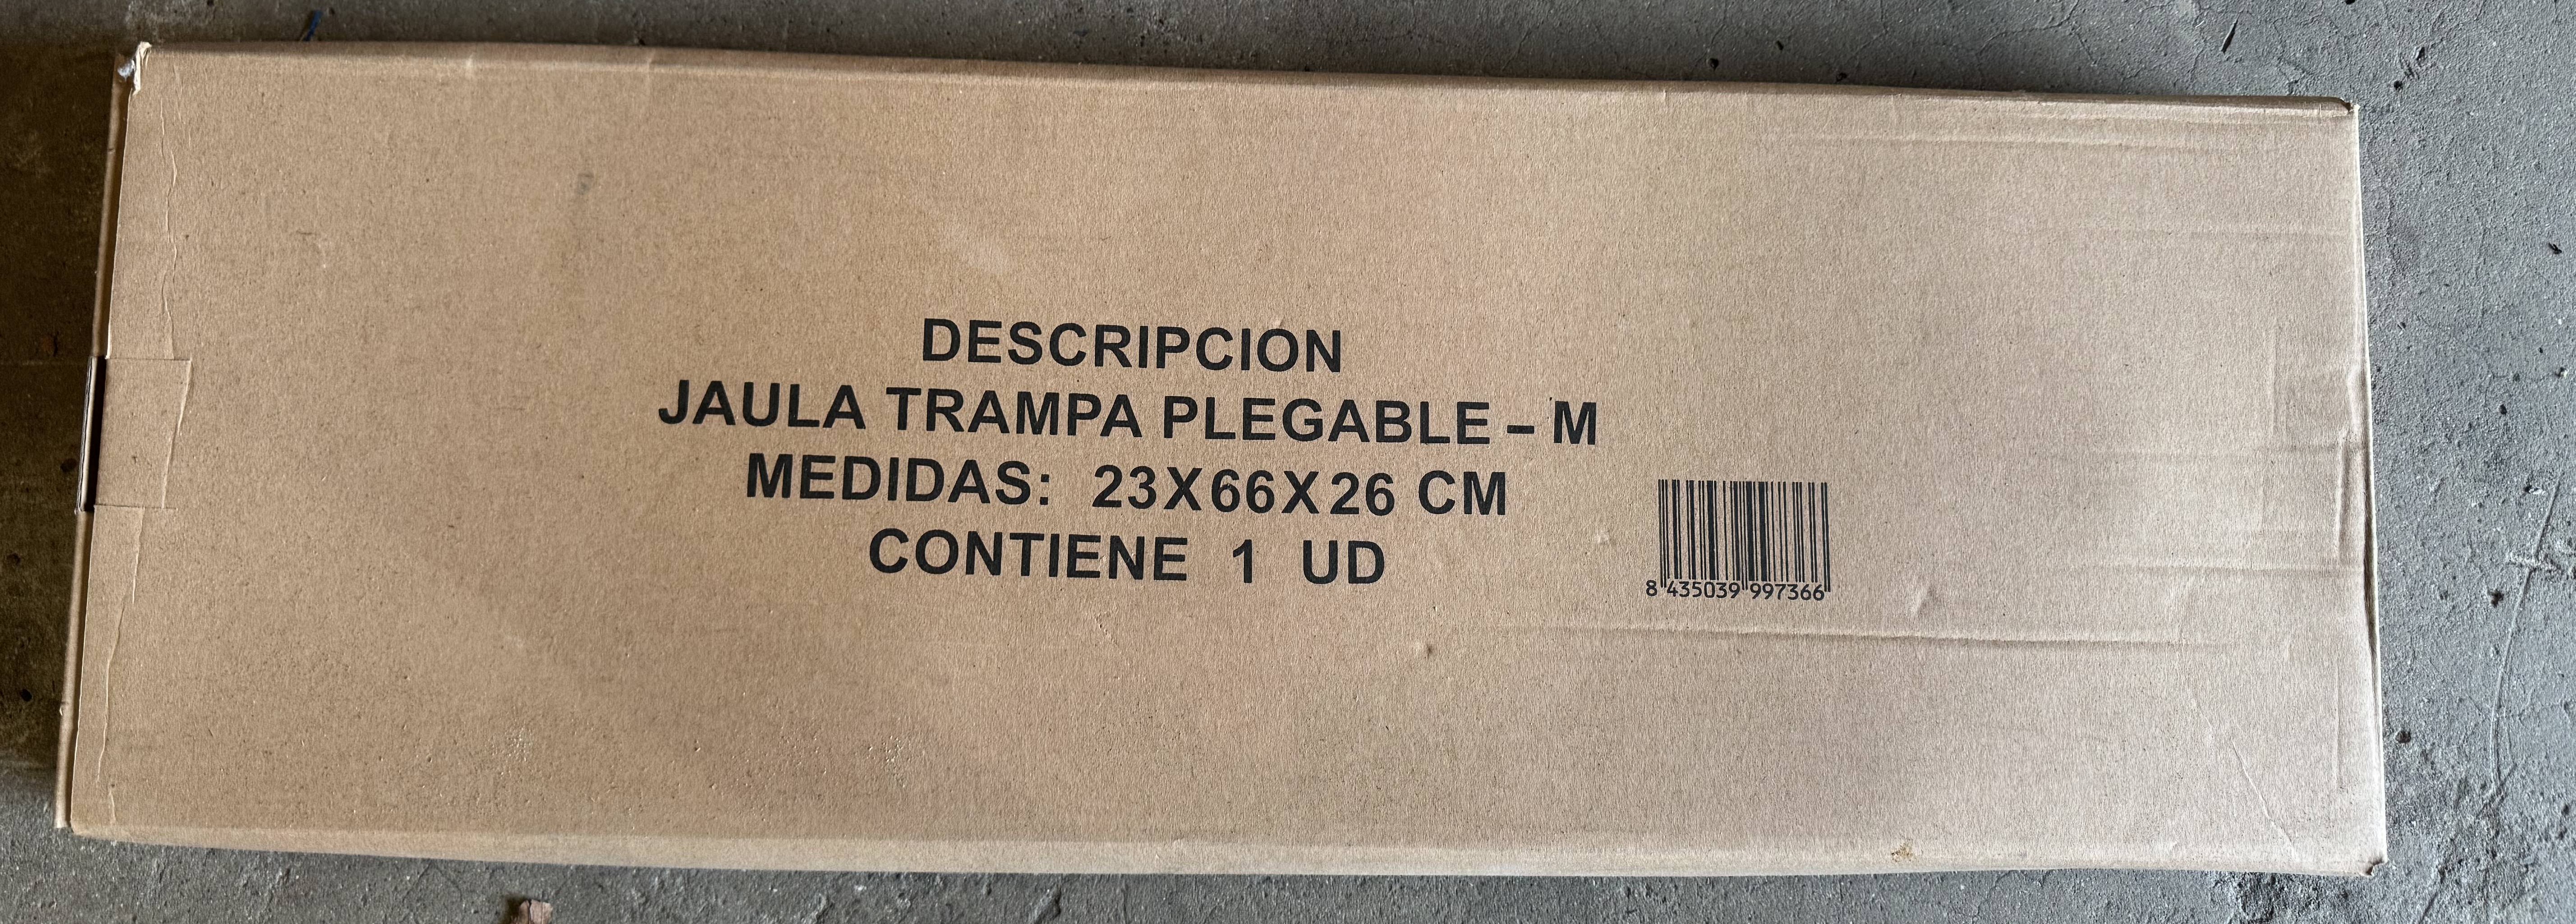 DESCRIPCION
JAULA TRAMPA PLEGABLE – M
MEDIDAS: 23X66X26 CM
CONTIENE 1 UD
8 435039 997366